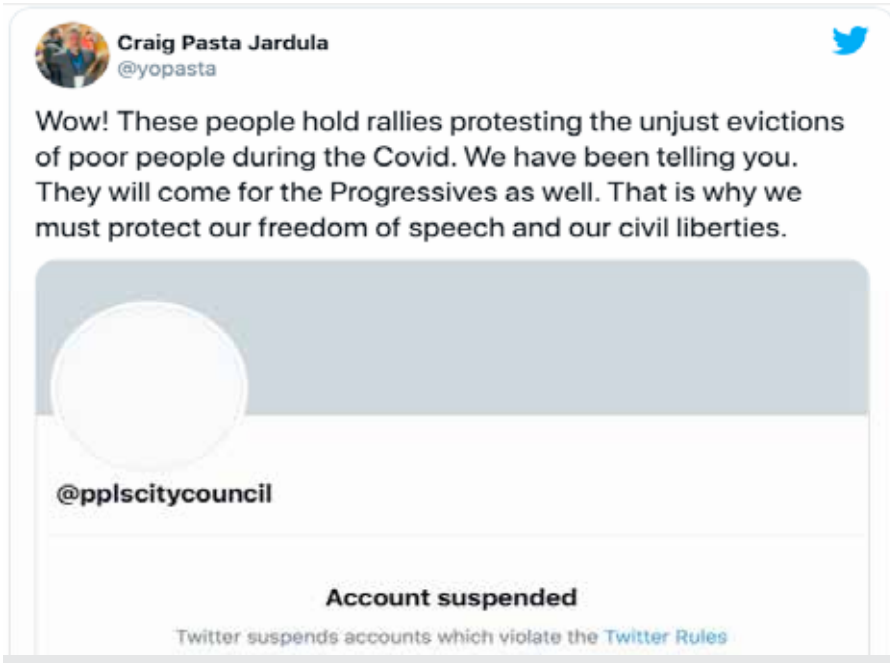 Craig Pasta Jardula
@yopasta
Wow! These people hold rallies protesting the unjust evictions
of poor people during the Covid. We have been telling you.
They will come for the Progressives as well. That is why we
must protect our freedom of speech and our civil liberties.
@pplscitycouncil
Account suspended
Twitter suspends accounts which violate the Twitter Rules